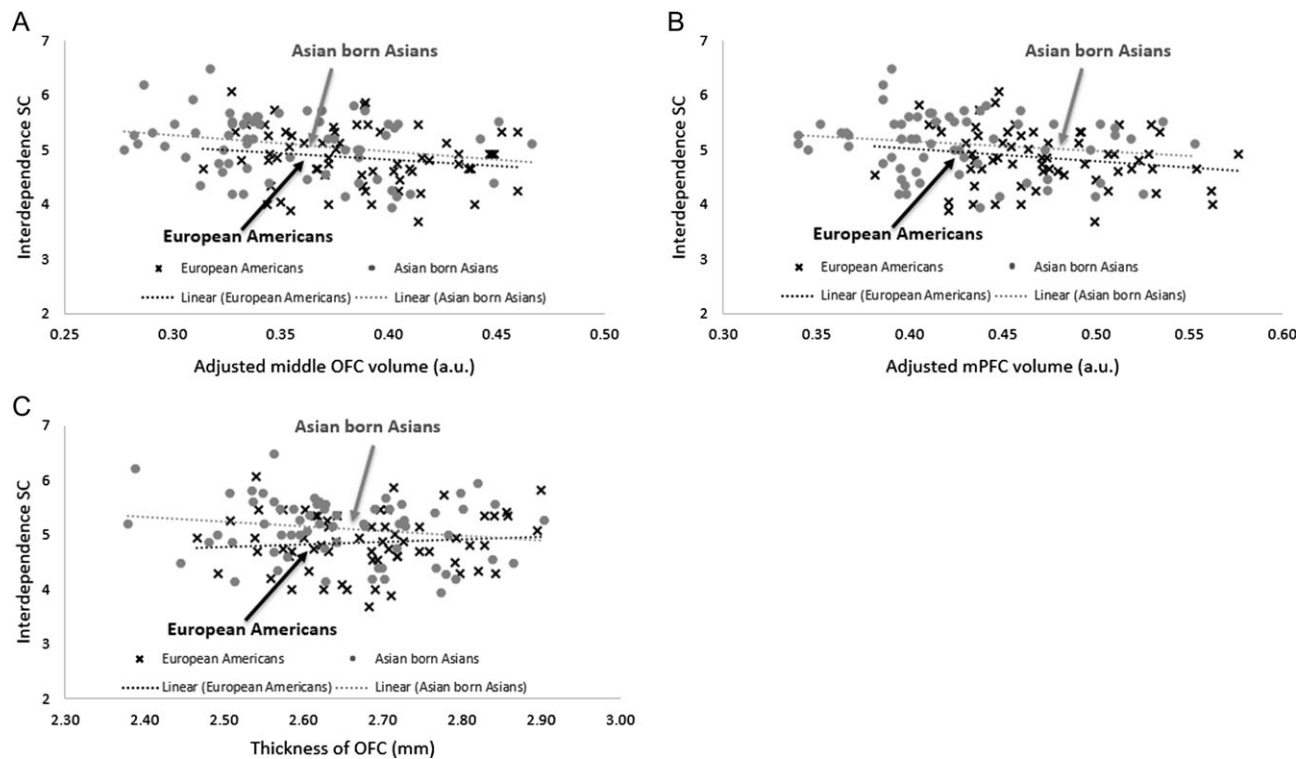 A
7
6
5
4
3
2
Interdependence SC
Asian born Asians
European Americans
European Americans
Asian born Asians
Linear (European Americans)
Linear (Asian born Asians)
0.25
0.30
0.35
0.40
0.45
0.50
Adjusted middle OFC volume (a.u.)
B
7
6
5
4
3
2
Interdependence SC
Asian born Asians
European Americans
European Americans
Asian born Asians
Linear (European Americans)
Linear (Asian born Asians)
0.30
0.35
0.40
0.45
0.50
0.55
0.60
Adjusted mPFC volume (a.u.)
C
7
6
5
4
3
2
Interdependence SC
Asian born Asians
European Americans
European Americans
Asian born Asians
Linear (European Americans)
Linear (Asian born Asians)
2.30
2.40
2.50
2.60
2.70
2.80
2.90
3.00
Thickness of OFC (mm)